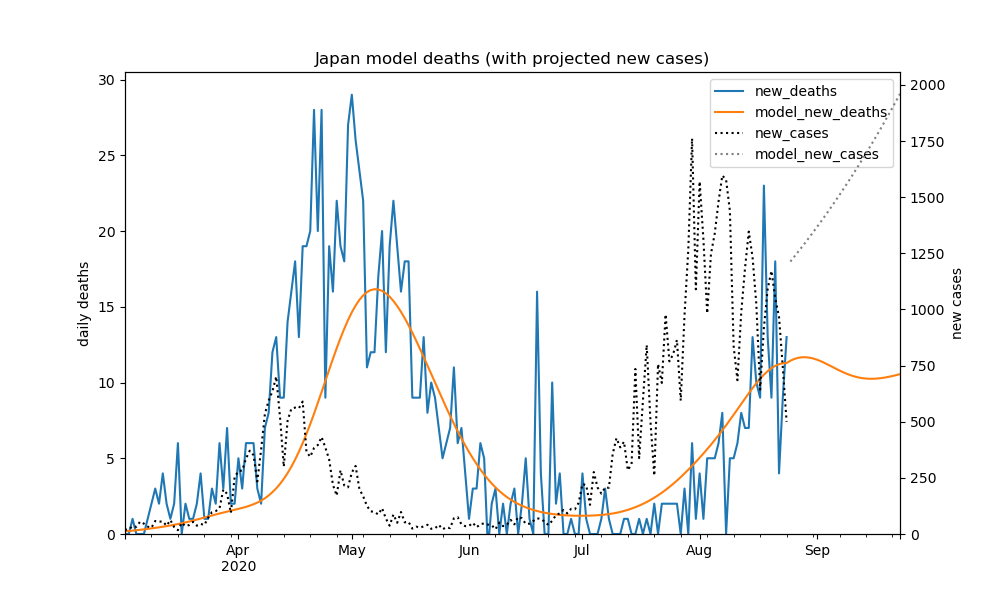 Japan model deaths (with projected new cases)
30
25
20
15
10
5
0
daily deaths
2000
1750
1500
1250
1000
750
500
250
0
new cases
new_deaths
model_new_deaths
new_cases
model_new_cases
Apr
2020
May
Jun
Jul
Aug
Sep